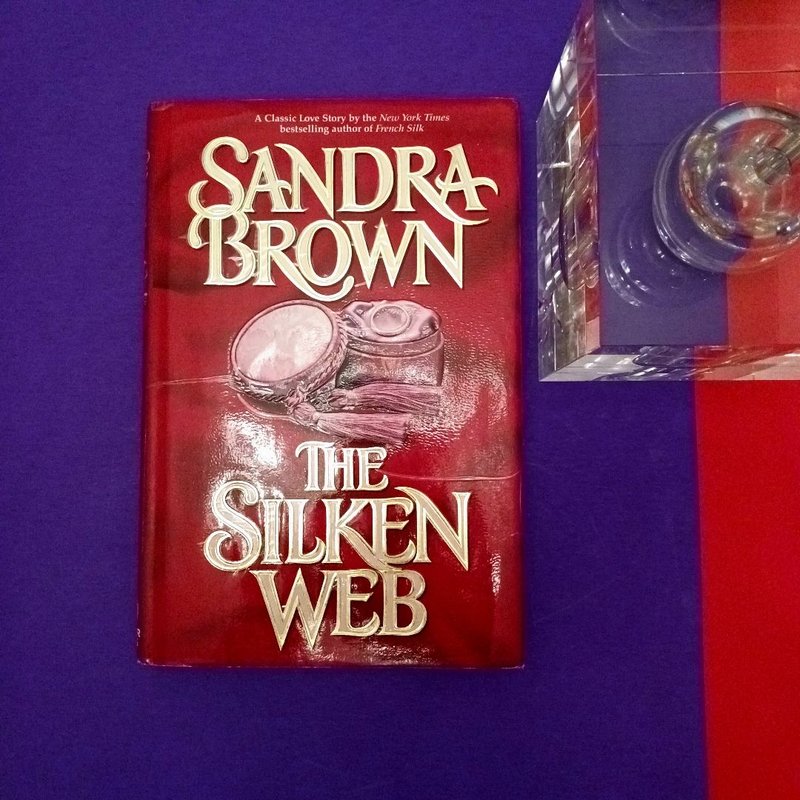 A Classic Love Story by the New York Times
bestselling author of French Silk
SANDRA
BROWN
THE
SILKEN
WEB